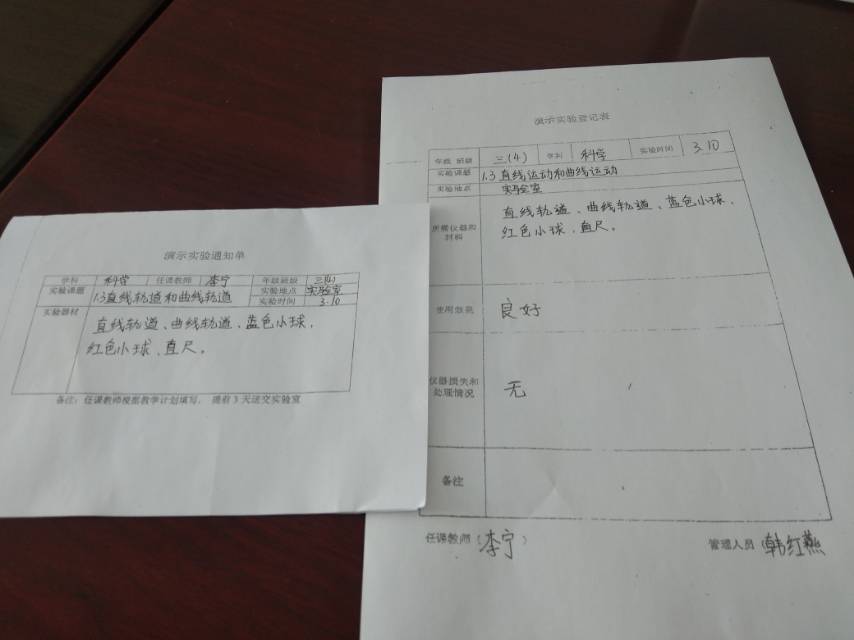 演示实验通知单
学科 科学 任课教师 李宁 年级班级 三(4)
实验课题 1.3直线轨道和曲线轨道 实验地点 实验室
实验时间 3.10
实验器材 直线轨道、曲线轨道、蓝色小球,
红色小球、直尺。
备注:任课教师按照教学计划填写,提前3天送交实验室
演示实验登记表
年级 班级 三(4) 学科 科学 实验时间 3.10
实验课题 1.3直线运动和曲线运动
实验地点 实验室
所需仪器和材料 直线轨道、曲线轨道、蓝色小球、
红色小球、直尺。
使用效果 良好
仪器损失和
处理情况 无
备注
任课教师(李宁)
管理人员(韩红燕